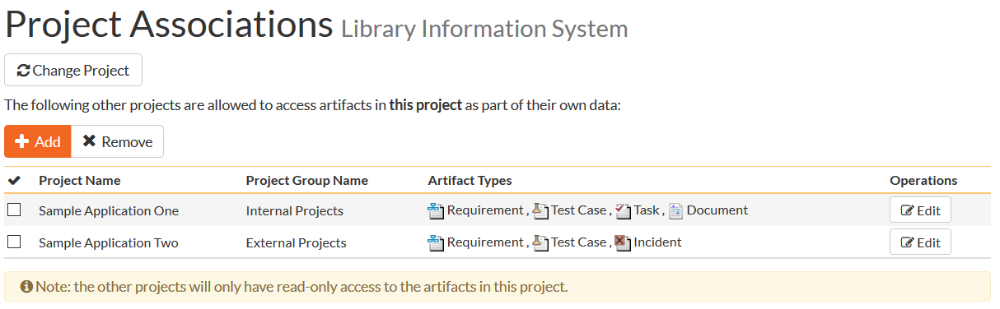 Project Associations Library Information System
Change Project
The following other projects are allowed to access artifacts in this project as part of their own data:
Add Remove
Project Name Project Group Name Artifact Types Operations
Sample Application One Internal Projects Requirement , Test Case , Task , Document Edit
Sample Application Two External Projects Requirement , Test Case , Incident Edit
Note: the other projects will only have read-only access to the artifacts in this project.